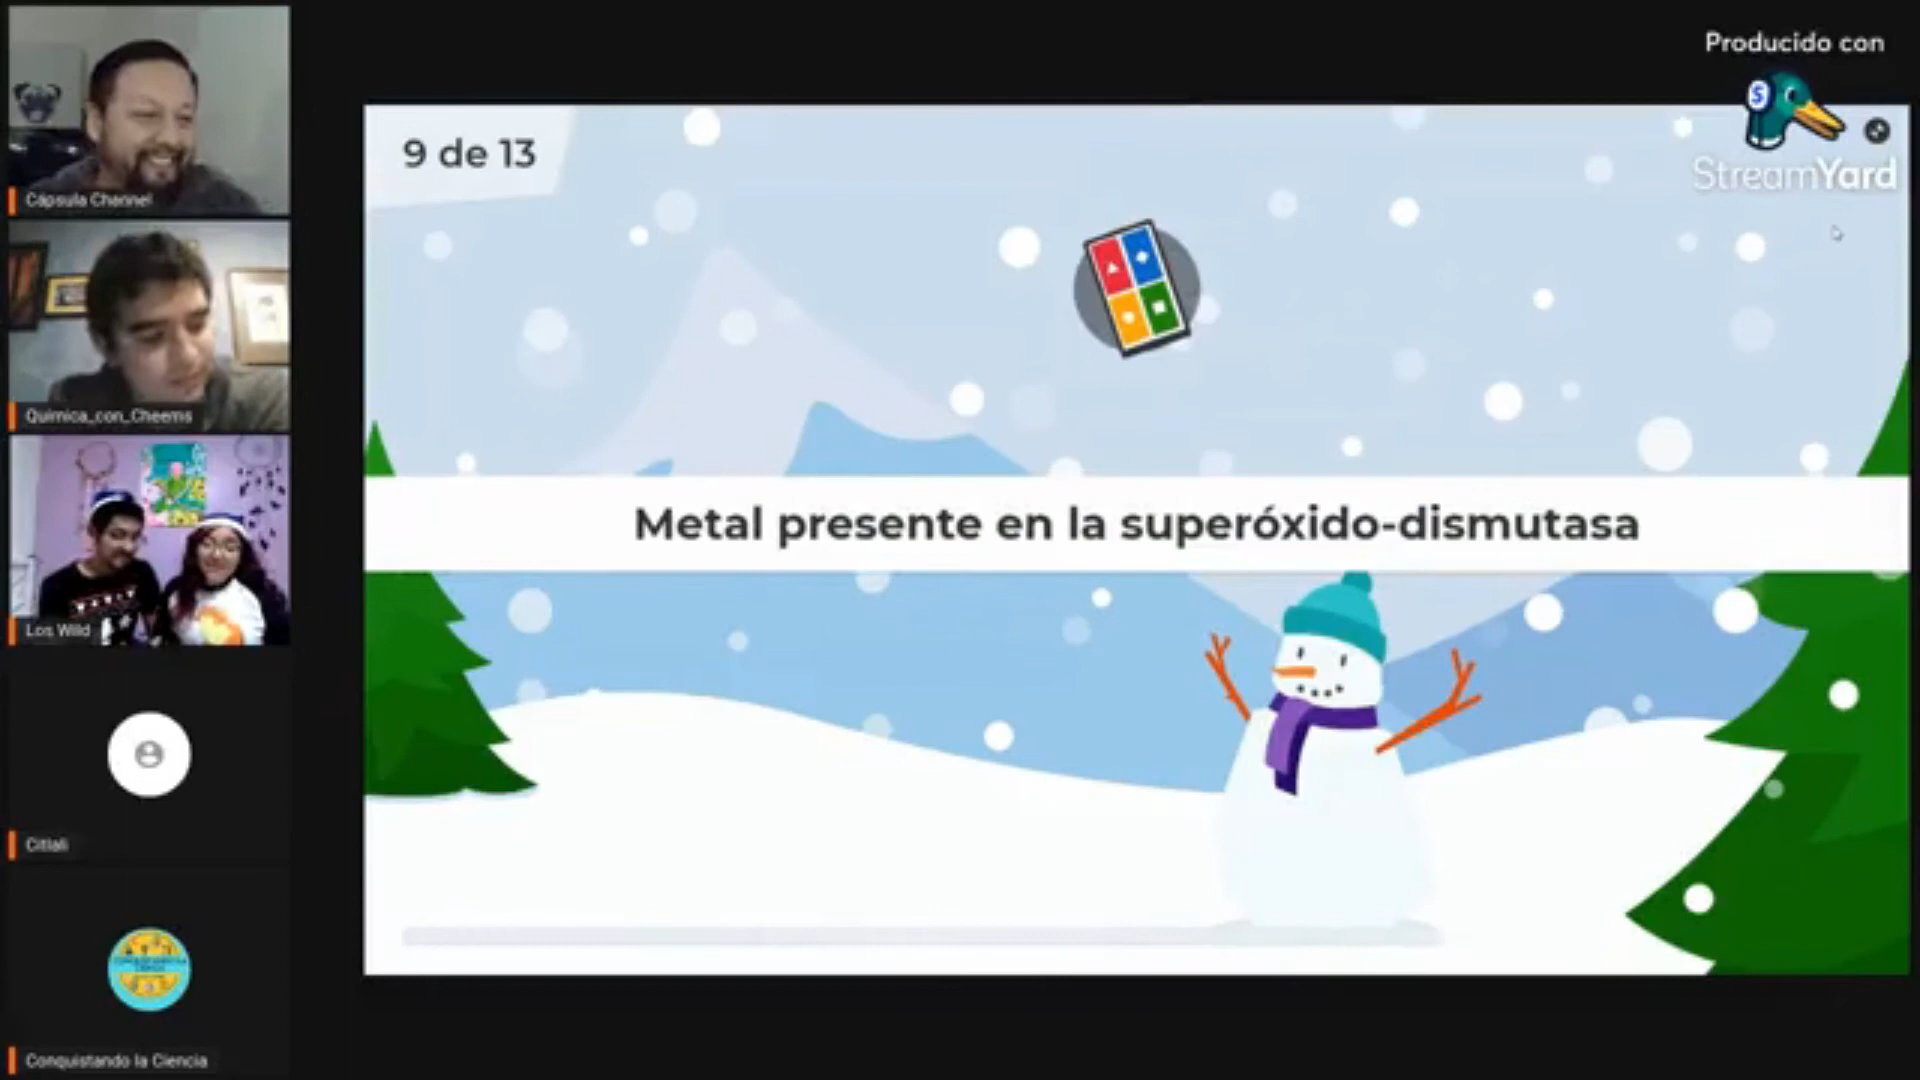 Producido con
StreamYard
9 de 13
Metal presente en la superóxido-dismutasa
Cápsula Channel
Quimica_con_Cheems
Los Wild
Citlali
Conquistando la Ciencia